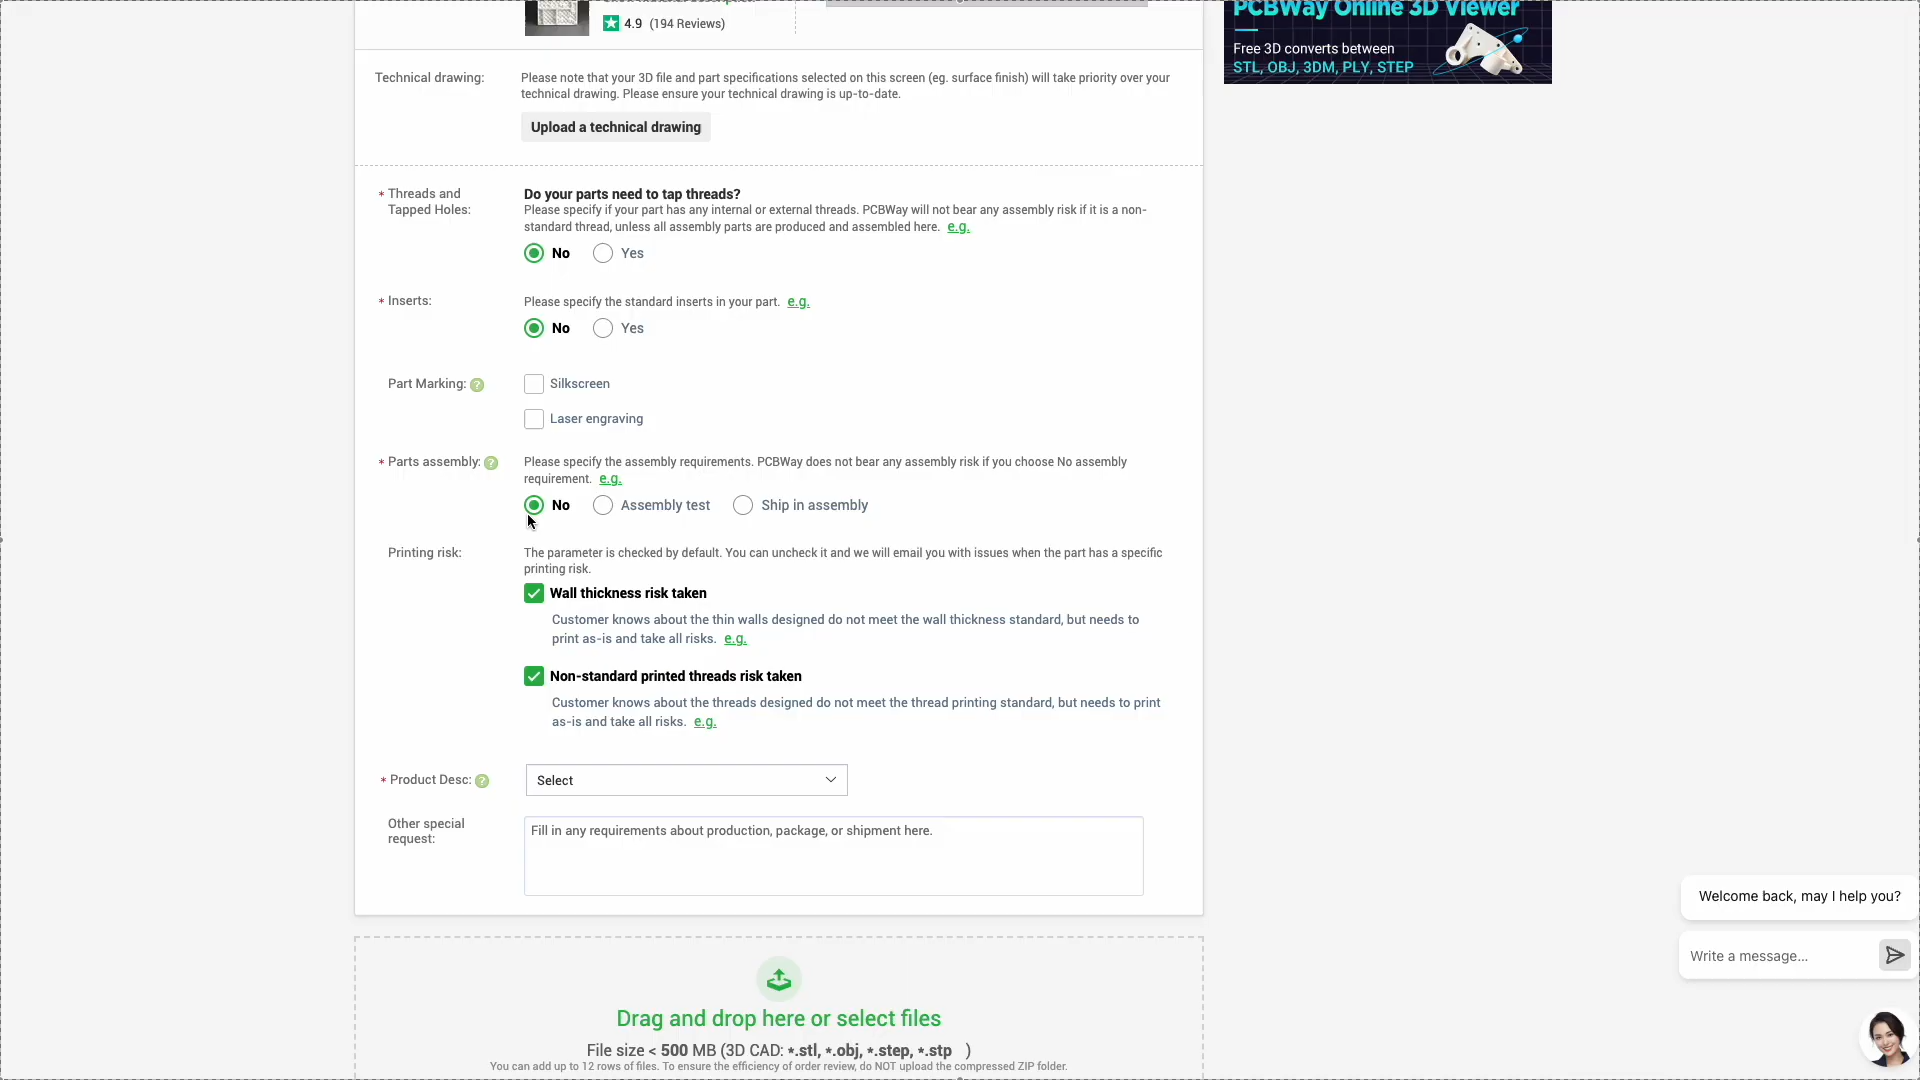 PCBWay Online 3D Viewer
4.9 (194 Reviews)
Free 3D converts between
STL, OBJ, 3DM, PLY, STEP
Technical drawing:
Please note that your 3D file and part specifications selected on this screen (eg. surface finish) will take priority over your
technical drawing. Please ensure your technical drawing is up-to-date.
Upload a technical drawing
* Threads and
Tapped Holes:
Do your parts need to tap threads?
Please specify if your part has any internal or external threads. PCBWay will not bear any assembly risk if it is a non-
standard thread, unless all assembly parts are produced and assembled here. e.g.
No Yes
* Inserts:
Please specify the standard inserts in your part. e.g.
No Yes
Part Marking: ?
Silkscreen
Laser engraving
* Parts assembly: ?
Please specify the assembly requirements. PCBWay does not bear any assembly risk if you choose No assembly
requirement. e.g.
No Assembly test Ship in assembly
Printing risk:
The parameter is checked by default. You can uncheck it and we will email you with issues when the part has a specific
printing risk.
Wall thickness risk taken
Customer knows about the thin walls designed do not meet the wall thickness standard, but needs to
print as-is and take all risks. e.g.
Non-standard printed threads risk taken
Customer knows about the threads designed do not meet the thread printing standard, but needs to print
as-is and take all risks. e.g.
* Product Desc: ?
Select
Other special
request:
Fill in any requirements about production, package, or shipment here.
Welcome back, may I help you?
Write a message...
Drag and drop here or select files
File size < 500 MB (3D CAD: *.stl, *.obj, *.step, *.stp )
You can add up to 12 rows of files. To ensure the efficiency of order review, do NOT upload the compressed ZIP folder.